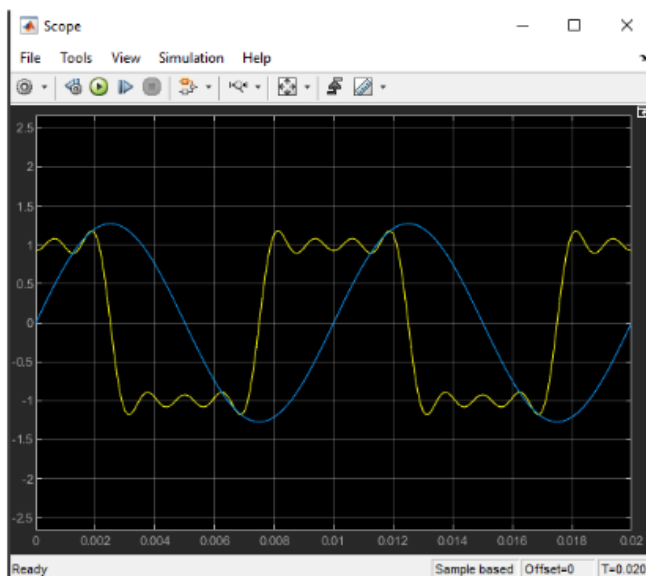 Scope
File Tools View Simulation Help
2.5
2
1.5
1
0.5
0
-0.5
-1
-1.5
-2
-2.5
0 0.002 0.004 0.006 0.008 0.01 0.012 0.014 0.016 0.018 0.02
Ready Sample based Offset=0 T=0.020